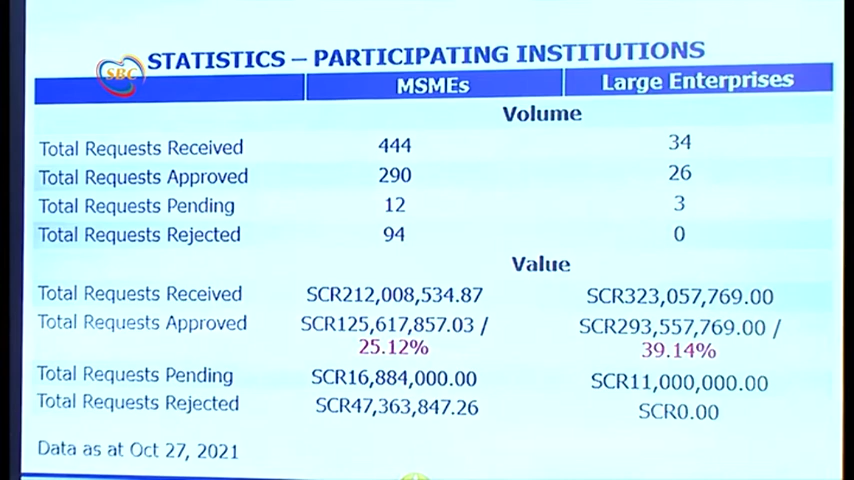 STATISTICS – PARTICIPATING INSTITUTIONS
SBC
MSMEs Large Enterprises
Volume
Total Requests Received 444 34
Total Requests Approved 290 26
Total Requests Pending 12 3
Total Requests Rejected 94 0
Value
Total Requests Received SCR212,008,534.87 SCR323,057,769.00
Total Requests Approved SCR125,617,857.03 / SCR293,557,769.00 /
25.12% 39.14%
Total Requests Pending SCR16,884,000.00 SCR11,000,000.00
Total Requests Rejected SCR47,363,847.26 SCR0.00
Data as at Oct 27, 2021